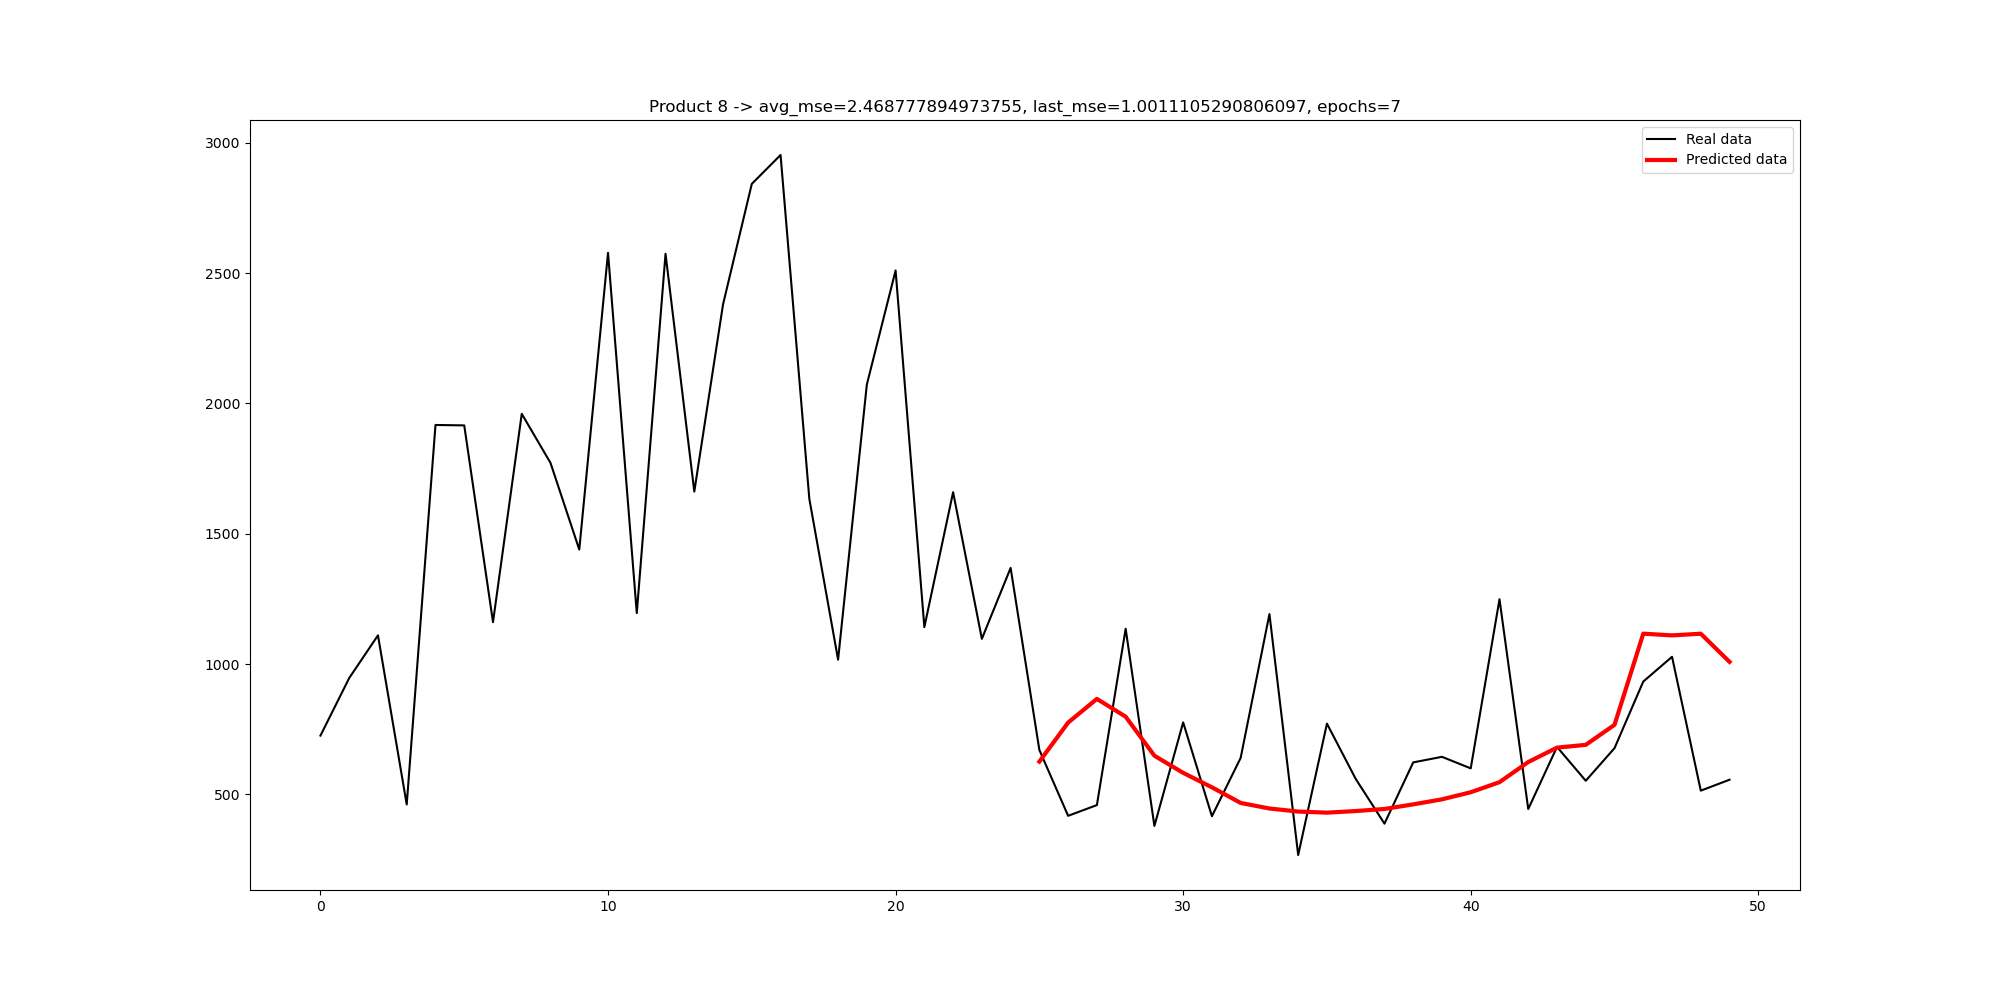 Product 8 -> avg_mse=2.468777894973755, last_mse=1.0011105290806097, epochs=7
Real data
Predicted data
3000
2500
2000
1500
1000
500
0 10 20 30 40 50